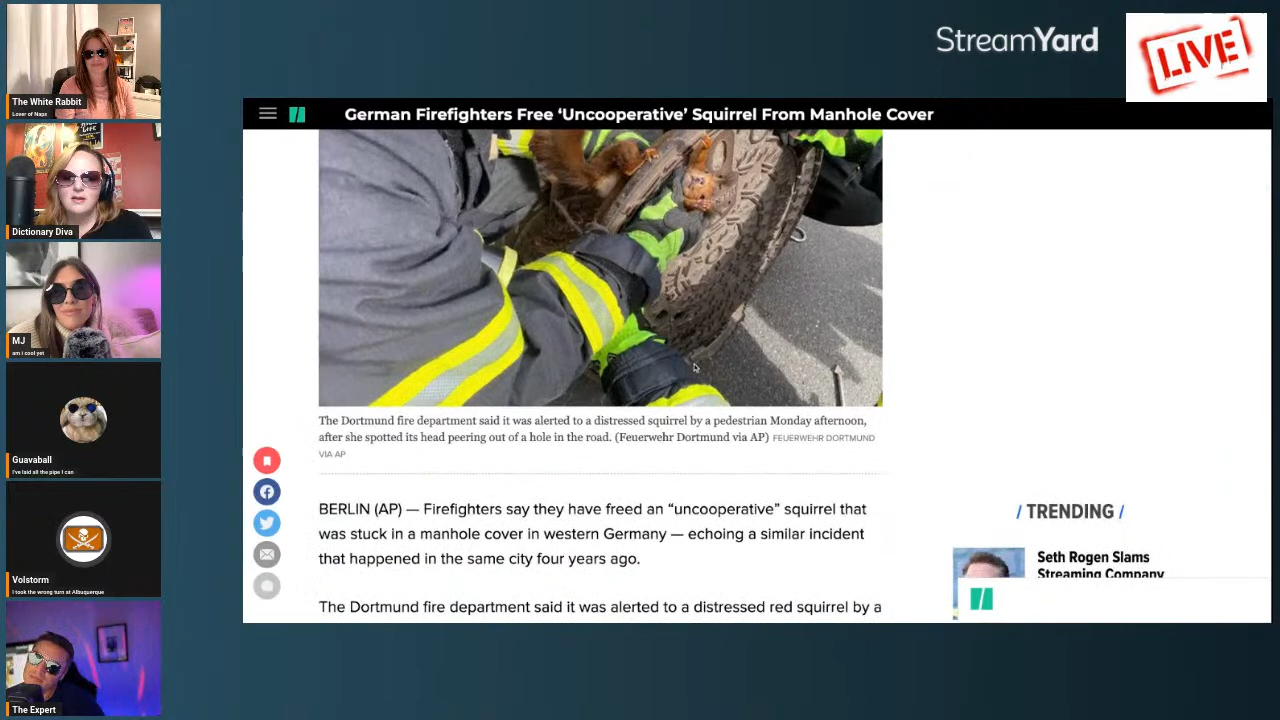 StreamYard
LIVE
The White Rabbit
Lover of Naps
Dictionary Diva
MJ
am i cool yet
Guavaball
I've laid all the pipe I can
Volstorm
I took the wrong turn at Albuquerque
The Expert
German Firefighters Free ‘Uncooperative’ Squirrel From Manhole Cover
The Dortmund fire department said it was alerted to a distressed squirrel by a pedestrian Monday afternoon,
after she spotted its head peering out of a hole in the road. (Feuerwehr Dortmund via AP) FEUERWEHR DORTMUND
VIA AP
BERLIN (AP) — Firefighters say they have freed an “uncooperative” squirrel that
was stuck in a manhole cover in western Germany — echoing a similar incident
that happened in the same city four years ago.
The Dortmund fire department said it was alerted to a distressed red squirrel by a
/ TRENDING /
Seth Rogen Slams
Streaming Company